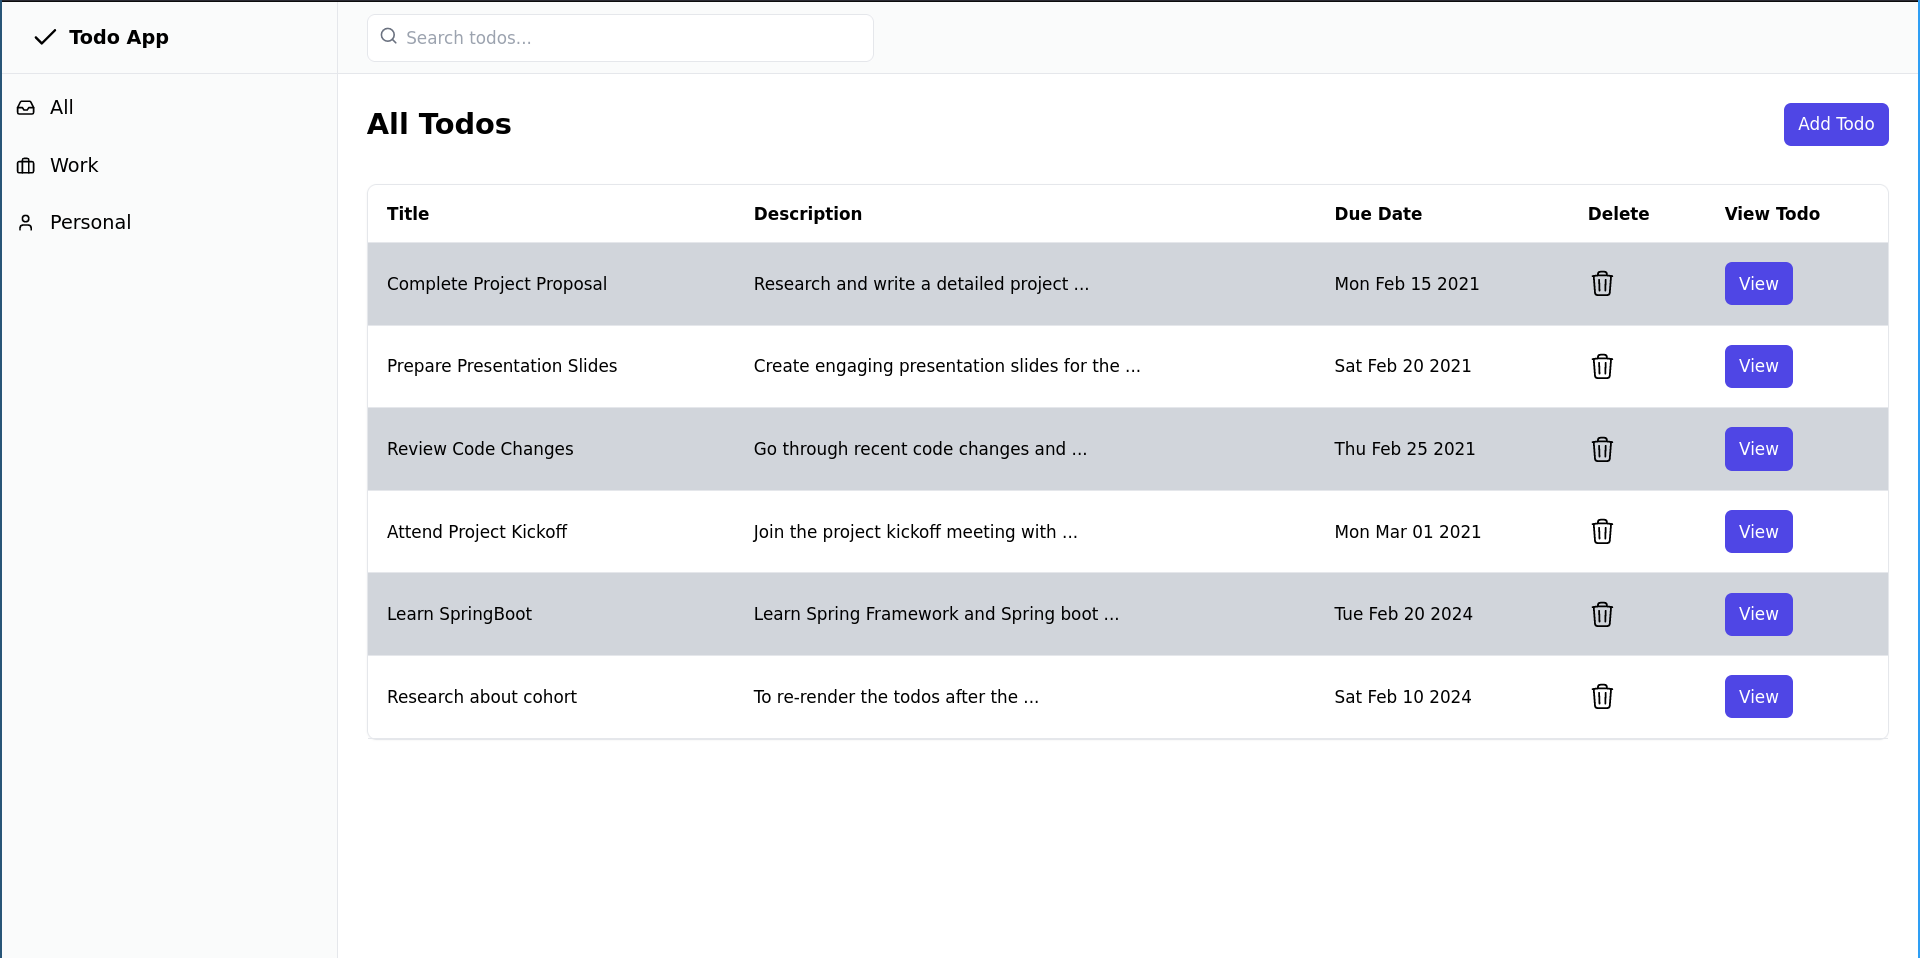 Todo App
Search todos...
All
Work
Personal
All Todos
Add Todo
Title Description Due Date Delete View Todo
Complete Project Proposal Research and write a detailed project ... Mon Feb 15 2021 View
Prepare Presentation Slides Create engaging presentation slides for the ... Sat Feb 20 2021 View
Review Code Changes Go through recent code changes and ... Thu Feb 25 2021 View
Attend Project Kickoff Join the project kickoff meeting with ... Mon Mar 01 2021 View
Learn SpringBoot Learn Spring Framework and Spring boot ... Tue Feb 20 2024 View
Research about cohort To re-render the todos after the ... Sat Feb 10 2024 View